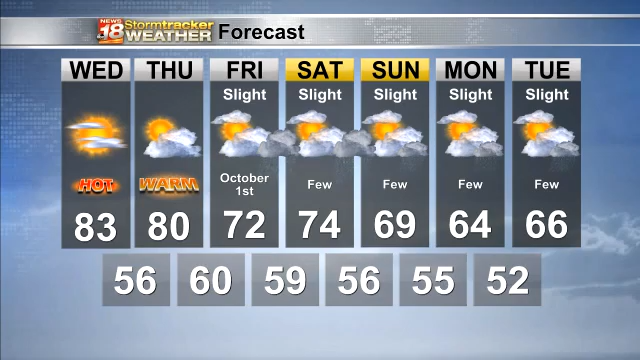 NEWS
18
Stormtracker
WEATHER
Forecast
WED THU FRI SAT SUN MON TUE
Slight Slight Slight Slight Slight
HOT WARM October 1st Few Few Few Few
83 80 72 74 69 64 66
56 60 59 56 55 52